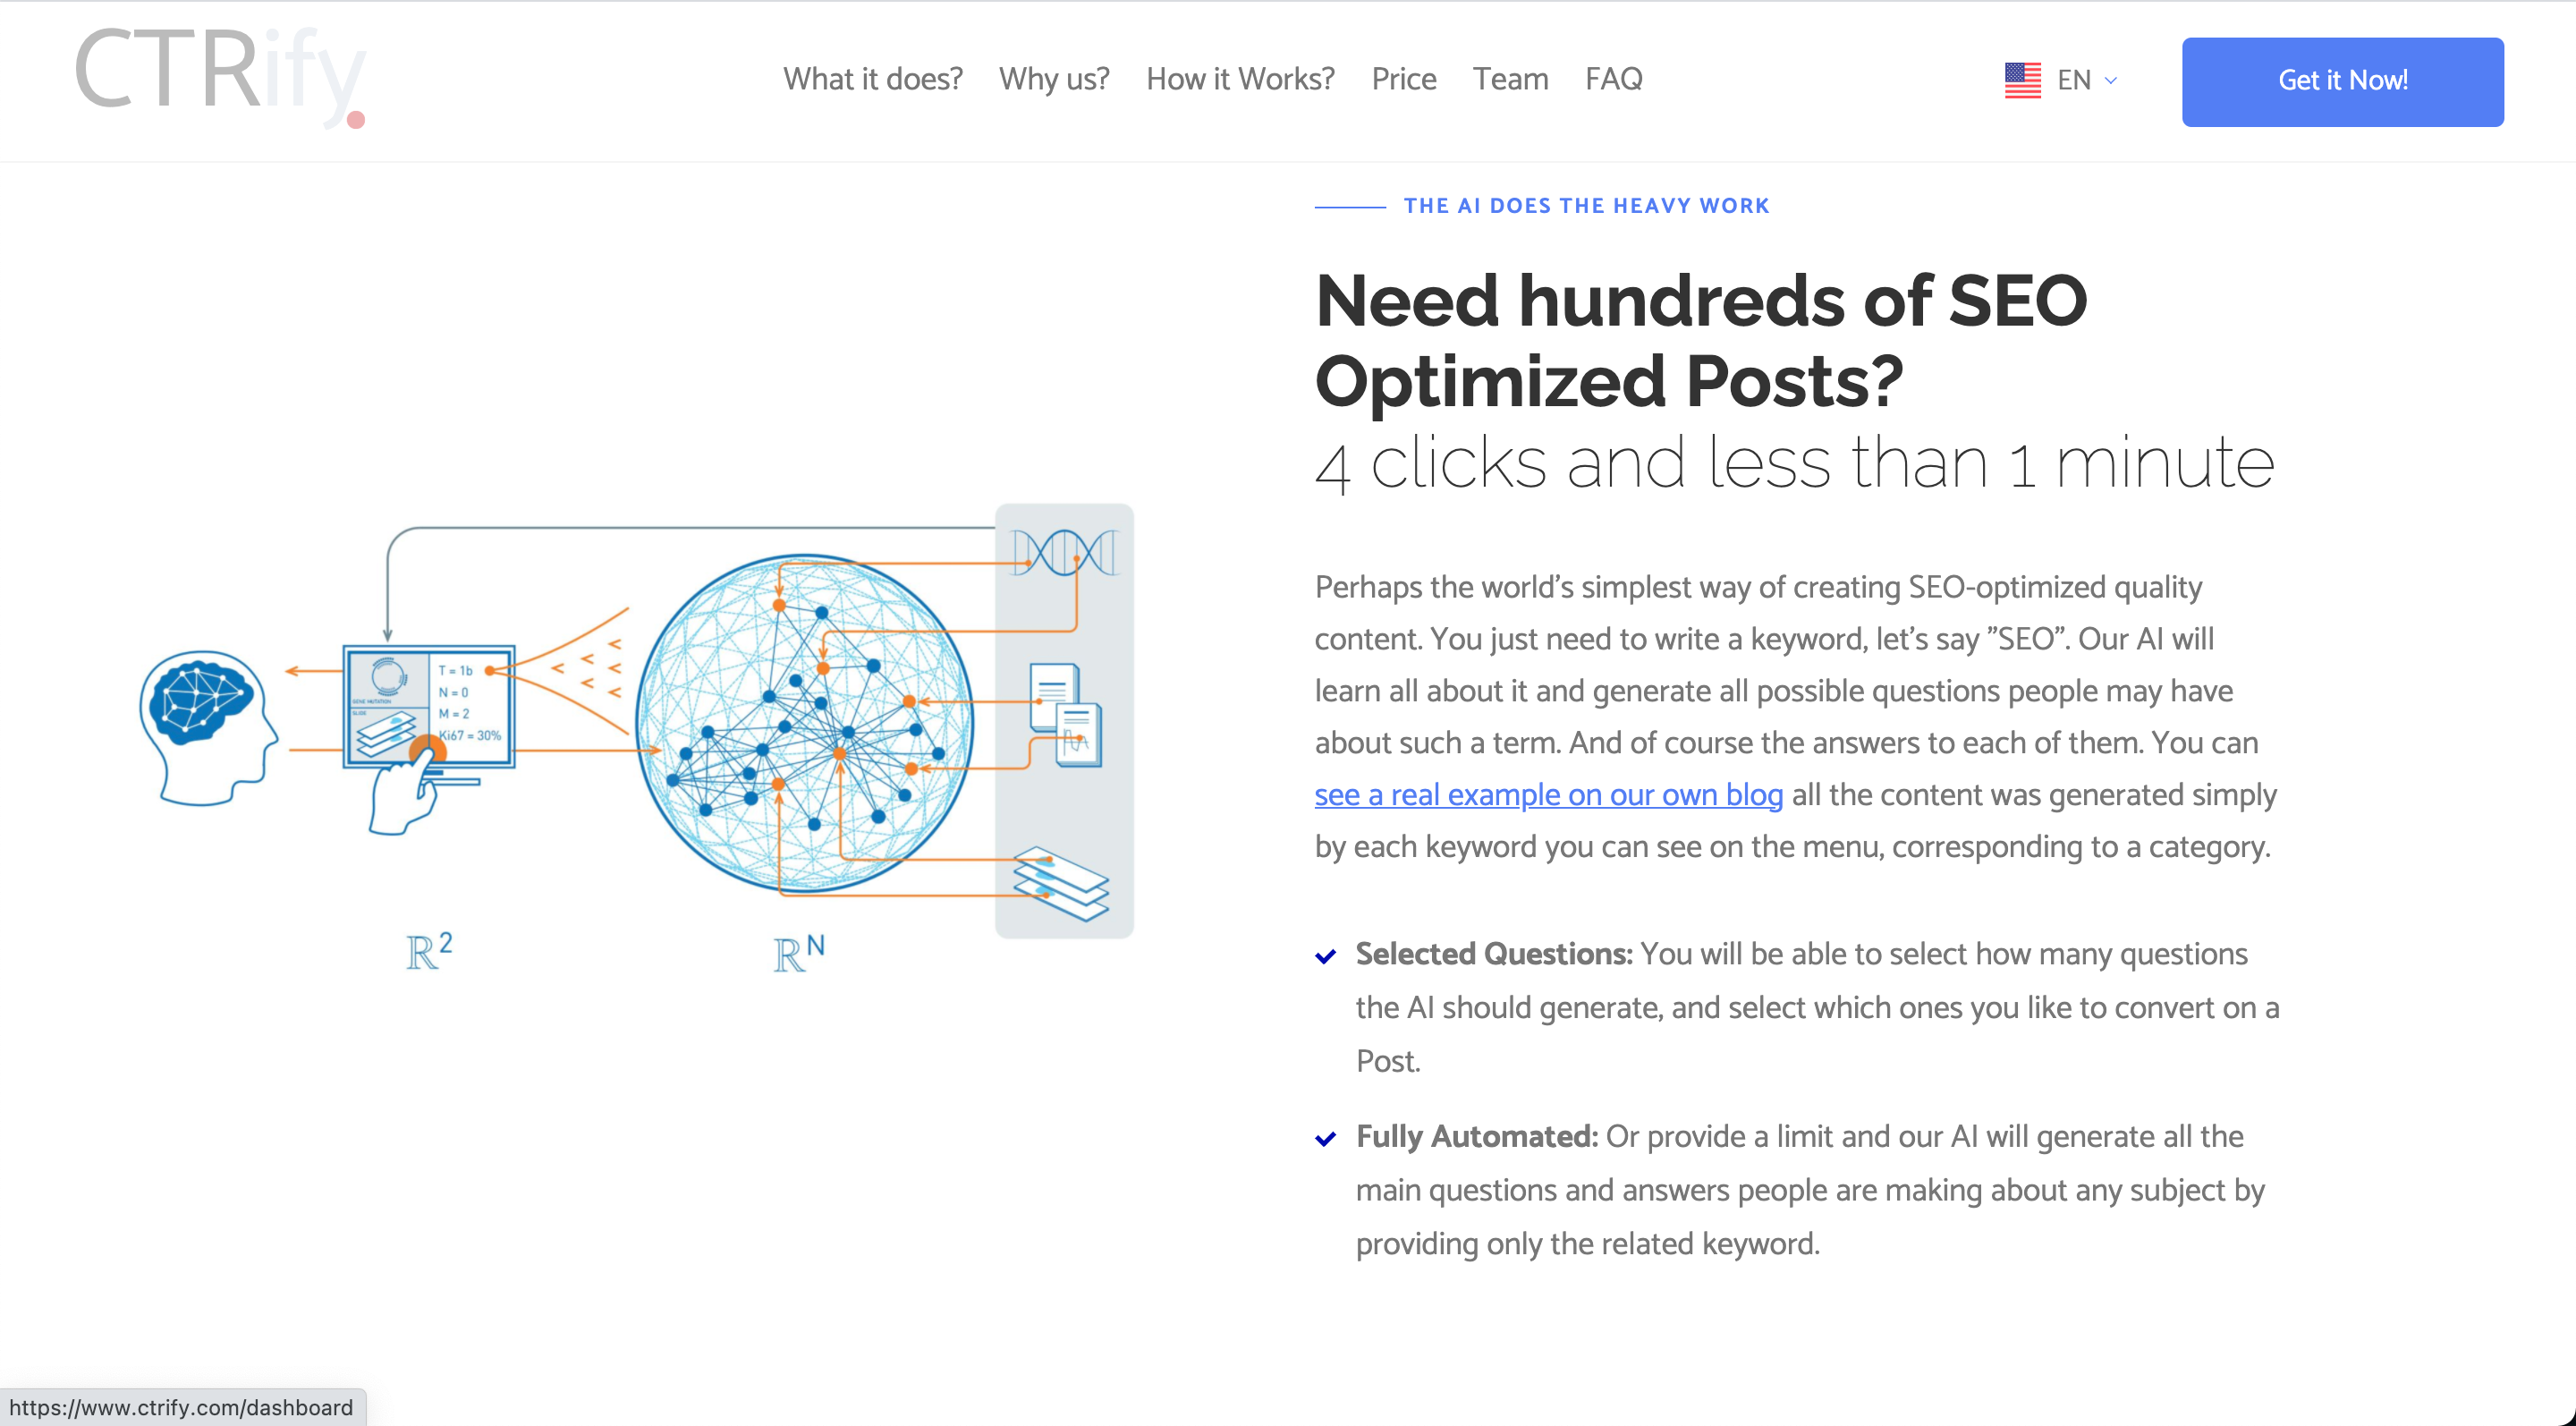 CTRify.
What it does? Why us? How it Works? Price Team FAQ
EN
Get it Now!
THE AI DOES THE HEAVY WORK
Need hundreds of SEO
Optimized Posts?
4 clicks and less than 1 minute
Perhaps the world's simplest way of creating SEO-optimized quality
content. You just need to write a keyword, let's say "SEO". Our AI will
learn all about it and generate all possible questions people may have
about such a term. And of course the answers to each of them. You can
see a real example on our own blog all the content was generated simply
by each keyword you can see on the menu, corresponding to a category.
Selected Questions: You will be able to select how many questions
the AI should generate, and select which ones you like to convert on a
Post.
Fully Automated: Or provide a limit and our AI will generate all the
main questions and answers people are making about any subject by
providing only the related keyword.
T = 1b
N = 0
M = 2
Ki67 = 30%
GENE MUTATION
SLIDE
ℝ²
ℝᴺ
https://www.ctrify.com/dashboard